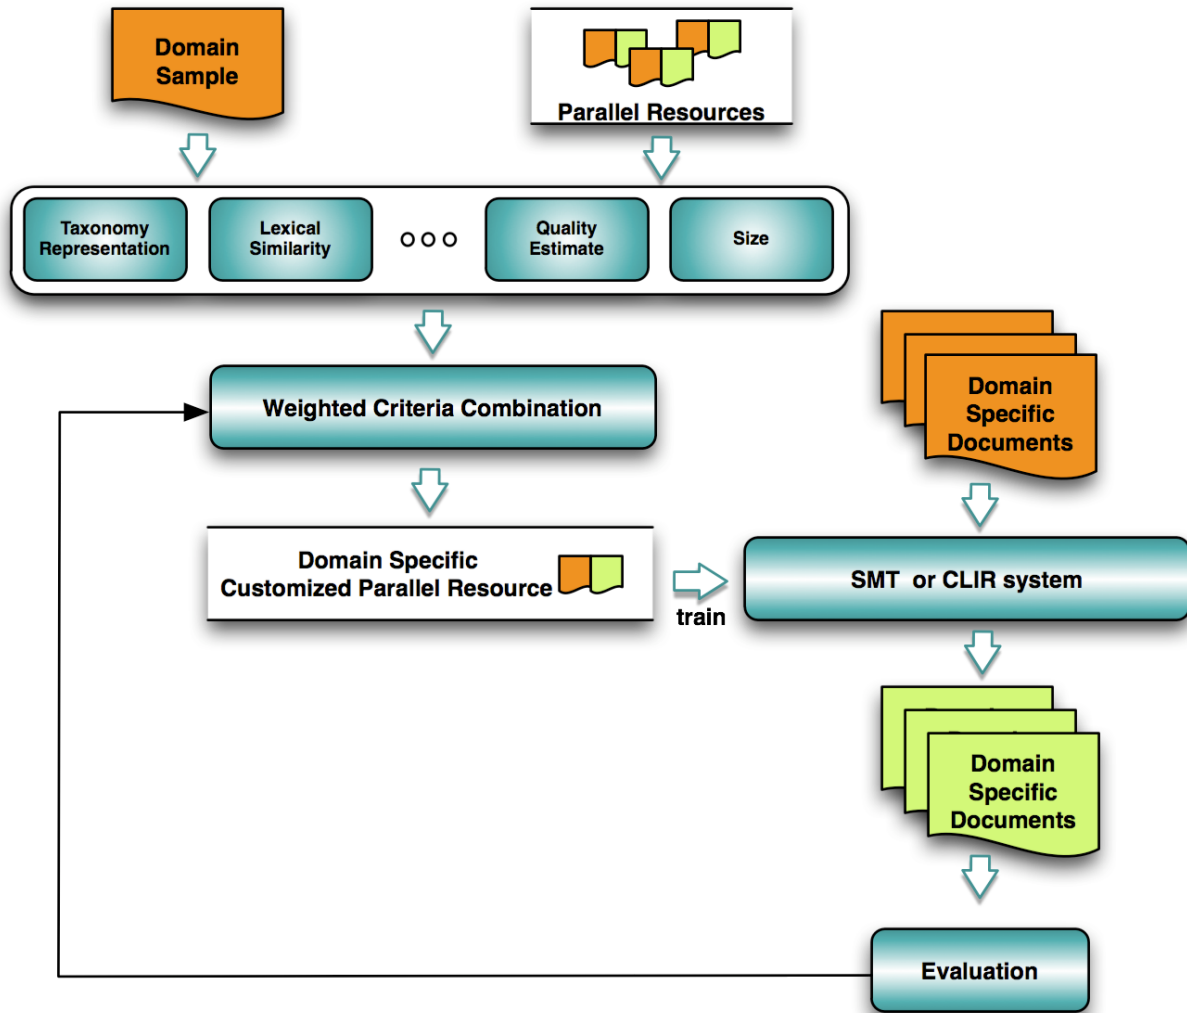 Domain
Sample
Parallel Resources
Taxonomy
Representation
Lexical
Similarity
Quality
Estimate
Size
Weighted Criteria Combination
Domain
Specific
Documents
Domain Specific
Customized Parallel Resource
train
SMT or CLIR system
Domain
Specific
Documents
Evaluation